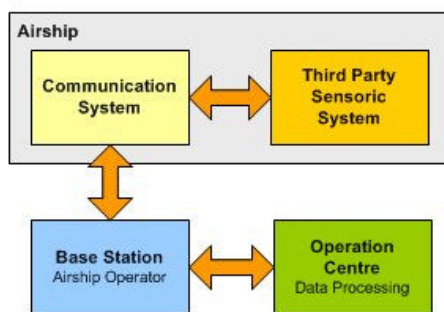 Airship
Communication
System
Third Party
Sensoric
System
Base Station
Airship Operator
Operation
Centre
Data Processing